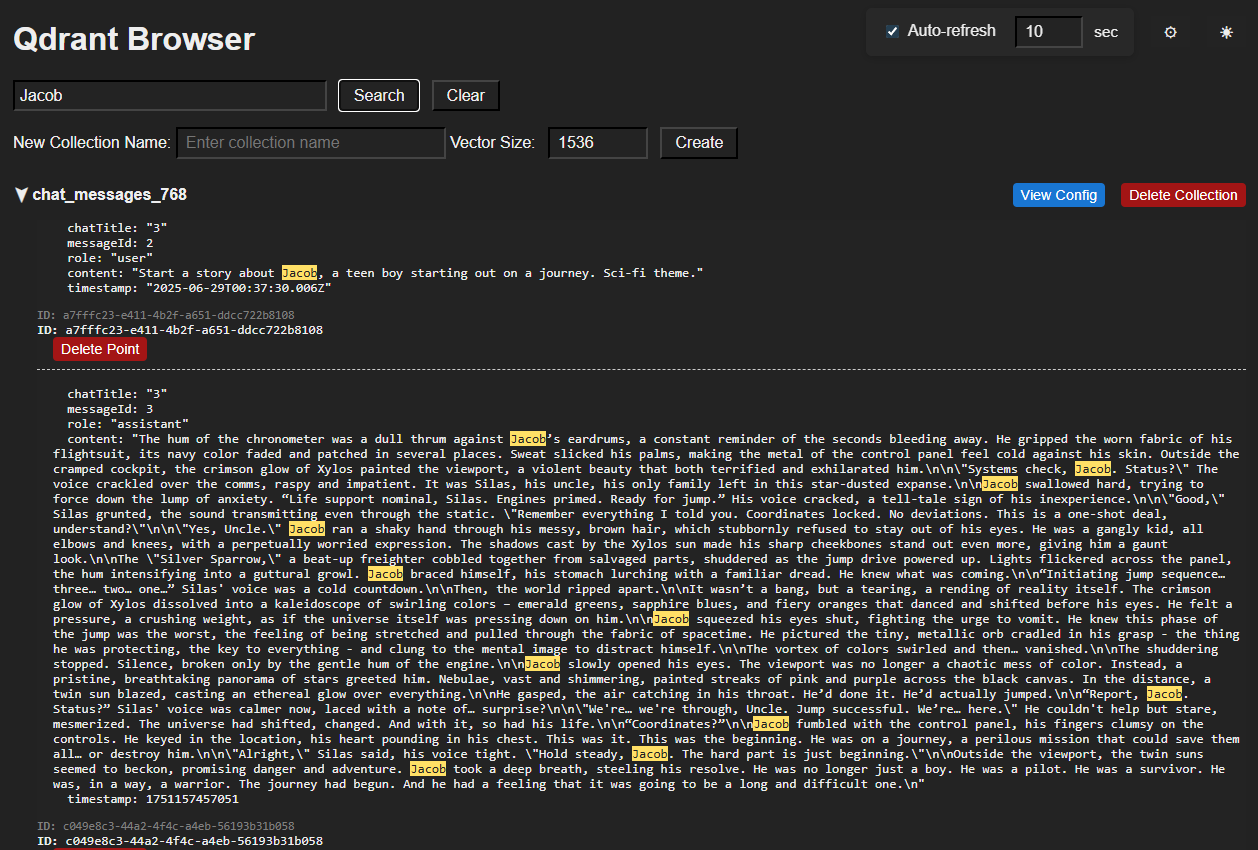 Qdrant Browser
Auto-refresh
10
sec
Jacob
Search
Clear
New Collection Name:
Enter collection name
Vector Size:
1536
Create
chat_messages_768
View Config
Delete Collection
chatTitle: "3"
messageId: 2
role: "user"
content: "Start a story about Jacob, a teen boy starting out on a journey. Sci-fi theme."
timestamp: "2025-06-29T00:37:30.006Z"
ID: a7fffc23-e411-4b2f-a651-ddcc722b8108
ID: a7fffc23-e411-4b2f-a651-ddcc722b8108
Delete Point
chatTitle: "3"
messageId: 3
role: "assistant"
content: "The hum of the chronometer was a dull thrum against Jacob’s eardrums, a constant reminder of the seconds bleeding away. He gripped the worn fabric of his
flightsuit, its navy color faded and patched in several places. Sweat slicked his palms, making the metal of the control panel feel cold against his skin. Outside the
cramped cockpit, the crimson glow of Xylos painted the viewport, a violent beauty that both terrified and exhilarated him.\n\n\"Systems check, Jacob. Status?\" The
voice crackled over the comms, raspy and impatient. It was Silas, his uncle, his only family left in this star-dusted expanse.\n\nJacob swallowed hard, trying to
force down the lump of anxiety. “Life support nominal, Silas. Engines primed. Ready for jump.” His voice cracked, a tell-tale sign of his inexperience.\n\n\"Good,\"
Silas grunted, the sound transmitting even through the static. \"Remember everything I told you. Coordinates locked. No deviations. This is a one-shot deal,
understand?\"\n\n\"Yes, Uncle.\" Jacob ran a shaky hand through his messy, brown hair, which stubbornly refused to stay out of his eyes. He was a gangly kid, all
elbows and knees, with a perpetually worried expression. The shadows cast by the Xylos sun made his sharp cheekbones stand out even more, giving him a gaunt
look.\n\nThe \"Silver Sparrow,\" a beat-up freighter cobbled together from salvaged parts, shuddered as the jump drive powered up. Lights flickered across the panel,
the hum intensifying into a guttural growl. Jacob braced himself, his stomach lurching with a familiar dread. He knew what was coming.\n\n“Initiating jump sequence…
three… two… one…” Silas' voice was a cold countdown.\n\nThen, the world ripped apart.\n\nIt wasn’t a bang, but a tearing, a rending of reality itself. The crimson
glow of Xylos dissolved into a kaleidoscope of swirling colors – emerald greens, sapphire blues, and fiery oranges that danced and shifted before his eyes. He felt a
pressure, a crushing weight, as if the universe itself was pressing down on him.\n\nJacob squeezed his eyes shut, fighting the urge to vomit. He knew this phase of
the jump was the worst, the feeling of being stretched and pulled through the fabric of spacetime. He pictured the tiny, metallic orb cradled in his grasp - the thing
he was protecting, the key to everything - and clung to the mental image to distract himself.\n\nThe vortex of colors swirled and then… vanished.\n\nThe shuddering
stopped. Silence, broken only by the gentle hum of the engine.\n\nJacob slowly opened his eyes. The viewport was no longer a chaotic mess of color. Instead, a
pristine, breathtaking panorama of stars greeted him. Nebulae, vast and shimmering, painted streaks of pink and purple across the black canvas. In the distance, a
twin sun blazed, casting an ethereal glow over everything.\n\nHe gasped, the air catching in his throat. He’d done it. He’d actually jumped.\n\n“Report, Jacob.
Status?” Silas' voice was calmer now, laced with a note of… surprise?\n\n\"We're… we're through, Uncle. Jump successful. We’re… here.\" He couldn't help but stare,
mesmerized. The universe had shifted, changed. And with it, so had his life.\n\n“Coordinates?”\n\nJacob fumbled with the control panel, his fingers clumsy on the
controls. He keyed in the location, his heart pounding in his chest. This was it. This was the beginning. He was on a journey, a perilous mission that could save them
all… or destroy him.\n\n\"Alright,\" Silas said, his voice tight. \"Hold steady, Jacob. The hard part is just beginning.\"\n\nOutside the viewport, the twin suns
seemed to beckon, promising danger and adventure. Jacob took a deep breath, steeling his resolve. He was no longer just a boy. He was a pilot. He was a survivor. He
was, in a way, a warrior. The journey had begun. And he had a feeling that it was going to be a long and difficult one.\n"
timestamp: 1751157457051
ID: c049e8c3-44a2-4f4c-a4eb-56193b31b058
ID: c049e8c3-44a2-4f4c-a4eb-56193b31b058